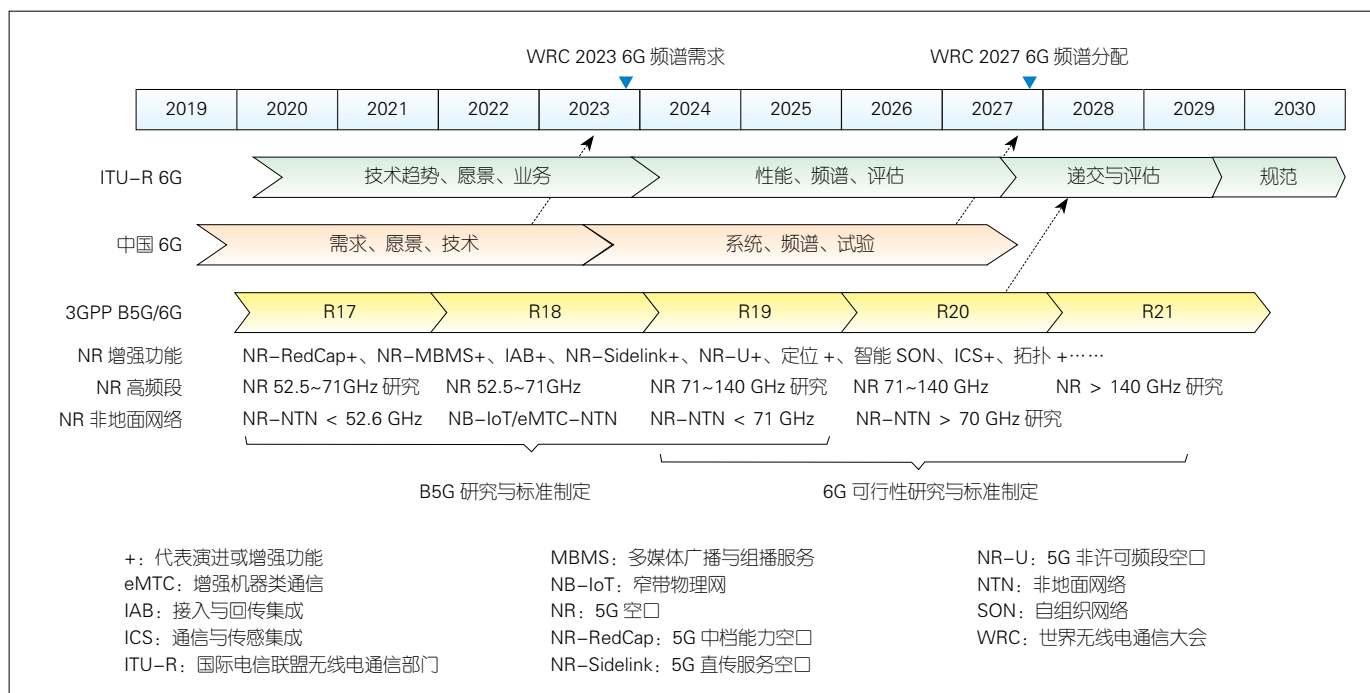 WRC 2023 6G 频谱需求 WRC 2027 6G 频谱分配
2019 2020 2021 2022 2023 2024 2025 2026 2027 2028 2029 2030
ITU-R 6G 技术趋势、愿景、业务 性能、频谱、评估 递交与评估 规范
中国 6G 需求、愿景、技术 系统、频谱、试验
3GPP B5G/6G R17 R18 R19 R20 R21
NR 增强功能 NR-RedCap+、NR-MBMS+、IAB+、NR-Sidelink+、NR-U+、定位 +、智能 SON、ICS+、拓扑 +……
NR 高频段 NR 52.5~71GHz 研究 NR 52.5~71GHz NR 71~140 GHz 研究 NR 71~140 GHz NR > 140 GHz 研究
NR 非地面网络 NR-NTN < 52.6 GHz NB-IoT/eMTC-NTN NR-NTN < 71 GHz NR-NTN > 70 GHz 研究
B5G 研究与标准制定 6G 可行性研究与标准制定
+：代表演进或增强功能
eMTC：增强机器类通信
IAB：接入与回传集成
ICS：通信与传感集成
ITU-R：国际电信联盟无线电通信部门
MBMS：多媒体广播与组播服务
NB-IoT：窄带物理网
NR：5G 空口
NR-RedCap：5G 中档能力空口
NR-Sidelink：5G 直传服务空口
NR-U：5G 非许可频段空口
NTN：非地面网络
SON：自组织网络
WRC：世界无线电通信大会